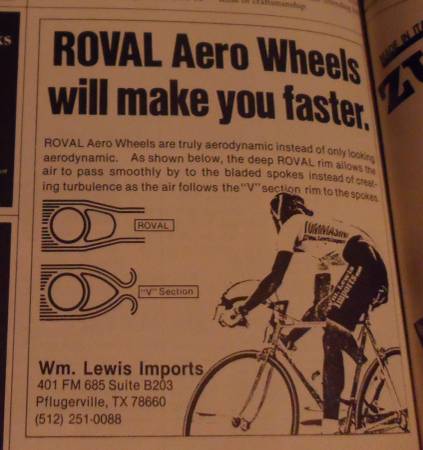 ROVAL Aero Wheels
will make you faster.
ROVAL Aero Wheels are truly aerodynamic instead of only looking
aerodynamic. As shown below, the deep ROVAL rim allows the
air to pass smoothly by to the bladed spokes instead of creat-
ing turbulence as the air follows the "V" section rim to the spokes.
ROVAL
"V" Section
Wm. Lewis Imports
401 FM 685 Suite B203
Pflugerville, TX 78660
(512) 251-0088
MADE IN